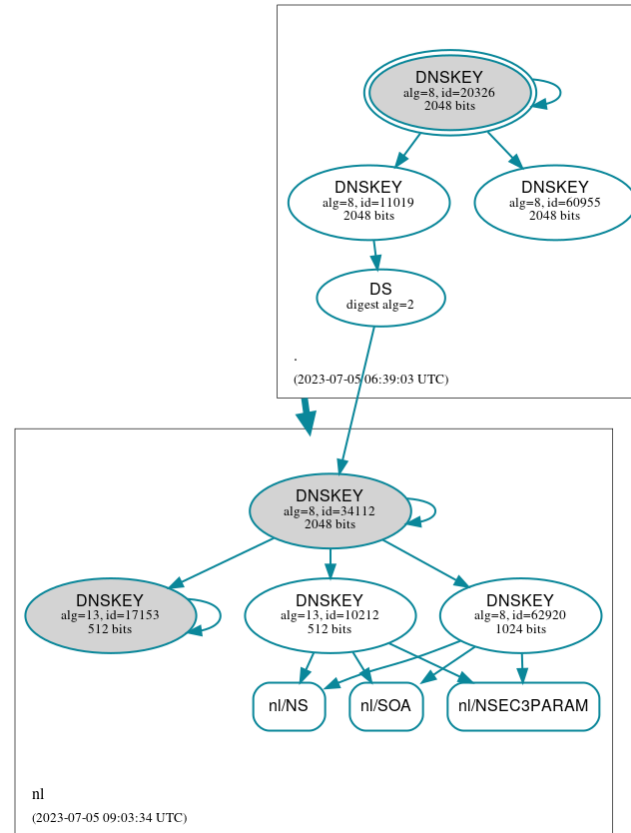 DNSKEY
alg=8, id=20326
2048 bits
DNSKEY
alg=8, id=11019
2048 bits
DNSKEY
alg=8, id=60955
2048 bits
DS
digest alg=2
.
(2023-07-05 06:39:03 UTC)
DNSKEY
alg=8, id=34112
2048 bits
DNSKEY
alg=13, id=17153
512 bits
DNSKEY
alg=13, id=10212
512 bits
DNSKEY
alg=8, id=62920
1024 bits
nl/NS
nl/SOA
nl/NSEC3PARAM
nl
(2023-07-05 09:03:34 UTC)